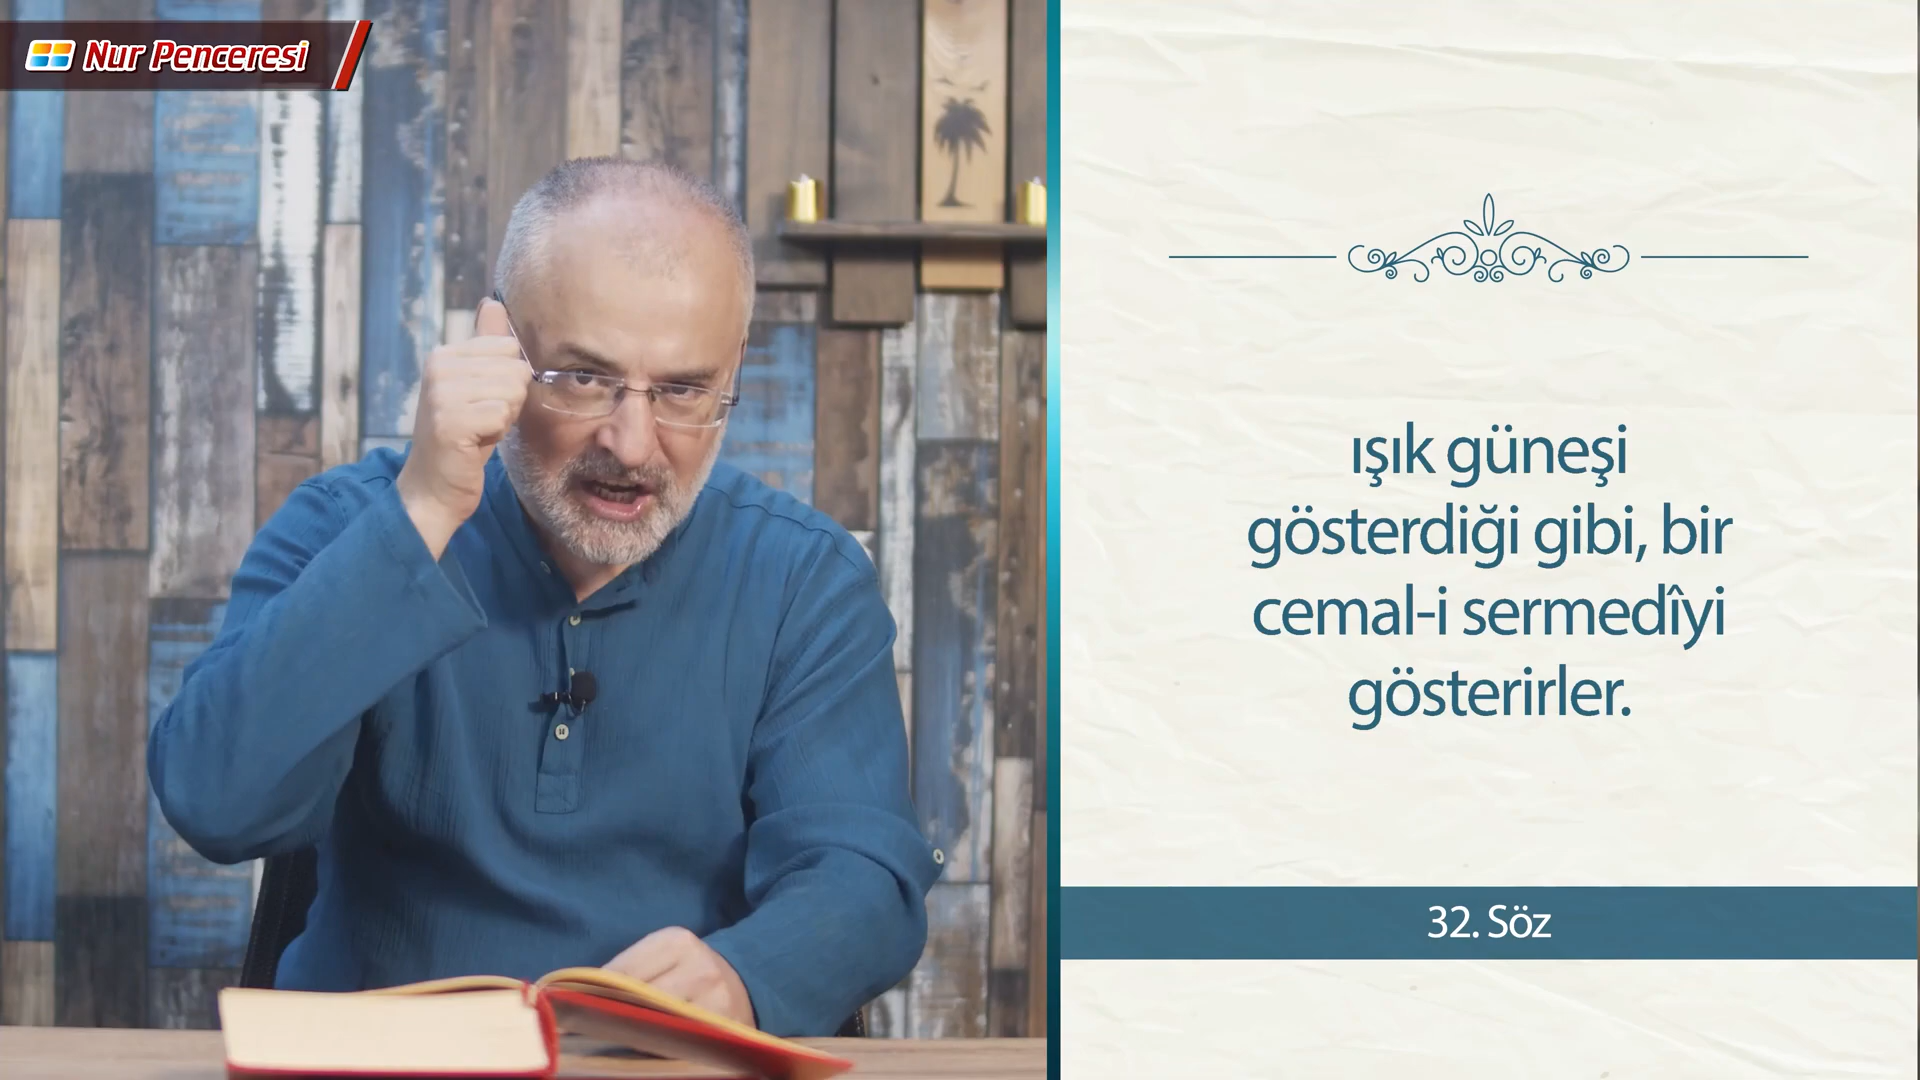 Nur Penceresi
ışık güneşi
gösterdiği gibi, bir
cemal-i sermedîyi
gösterirler.
32. Söz